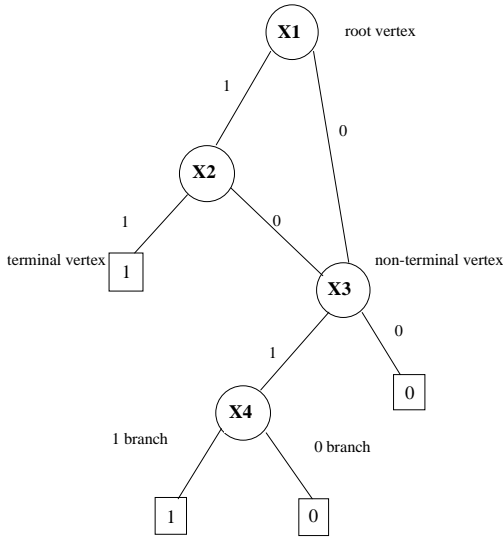 X1
root vertex
1
0
X2
1
0
terminal vertex
1
non-terminal vertex
X3
1
0
0
X4
1 branch
0 branch
1
0